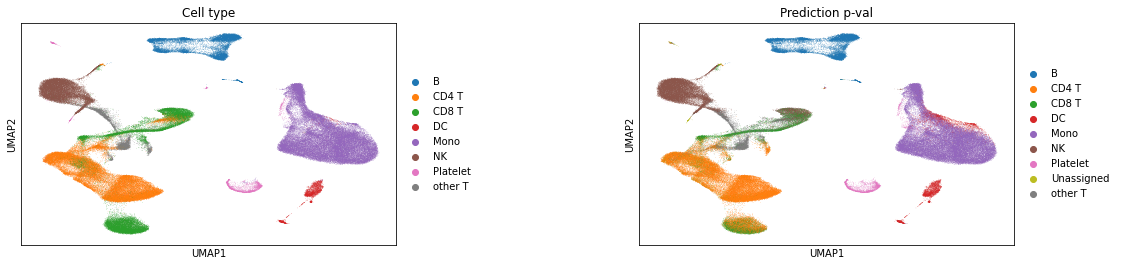 Cell type
UMAP2
UMAP1
B
CD4 T
CD8 T
DC
Mono
NK
Platelet
other T
Prediction p-val
UMAP2
UMAP1
B
CD4 T
CD8 T
DC
Mono
NK
Platelet
Unassigned
other T